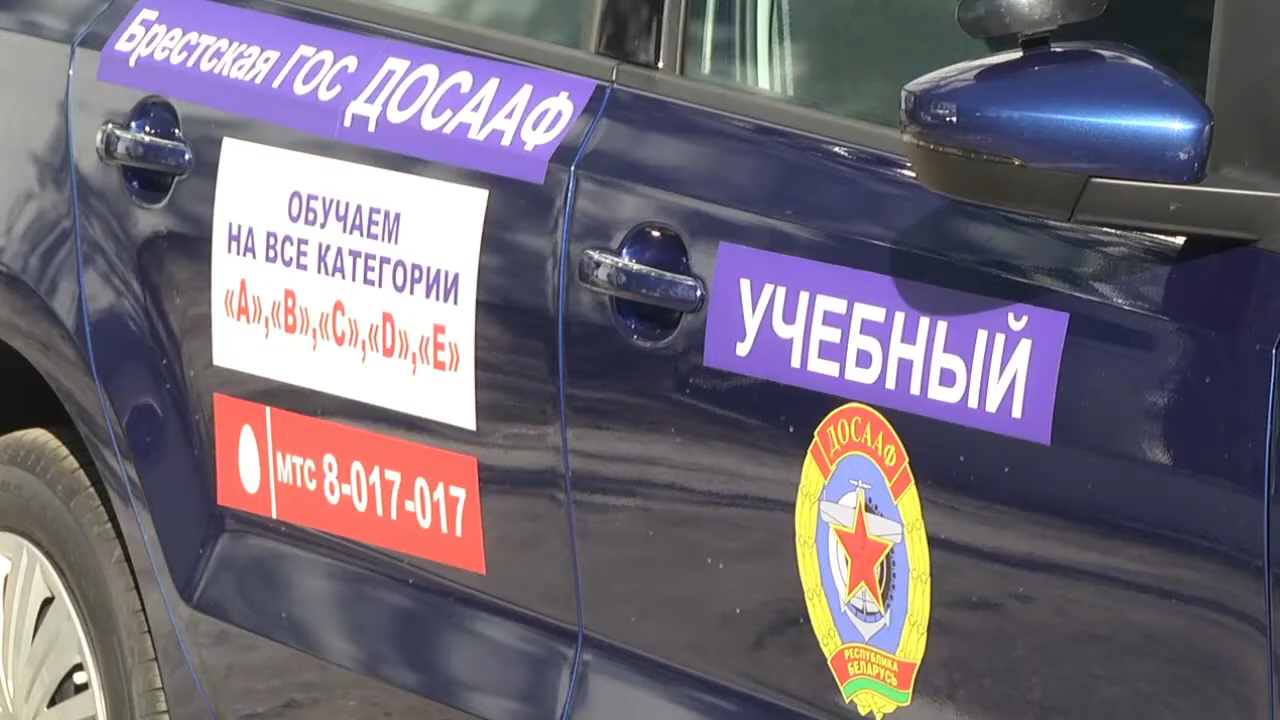 Брестская ГОС ДОСААФ
ОБУЧАЕМ
НА ВСЕ КАТЕГОРИИ
«А»,«В»,«С»,«D»,«Е»
МТС 8-017-017
УЧЕБНЫЙ
ДОСААФ
РЕСПУБЛИКА
БЕЛАРУСЬ